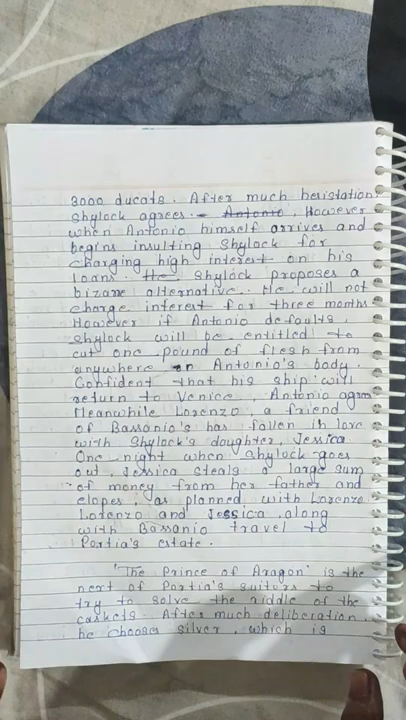 3000 ducats. After much hesistation
Shylock agrees. Antonio. However
when Antonio himself arrives and
begins insulting Shylock for
charging high interest on his
loans. He Shylock proposes a
bizare alternative. He will not
charge interest for three months
However if Antonio defaults,
Shylock will be entitled to
cut one pound of flesh from
anywhere on Antonio's body.
Confident that his ship will
return to Venice, Antonio agree
Meanwhile Lorenzo, a friend
of Bassonio's has fallen in love
with Shylock's daughter, Jessica
One night when Shylock goes
out, Jessica steals a large sum
of money from her father and
elopes as planned with Lorenzo
Lorenzo and Jessica along
with Bassanio travel to
Portia's estate.
"The Prince of Aragon" is the
next of Portia's suiturs to
try to solve the riddle of the
caskets. After much deliberation.
he chooses silver, which is